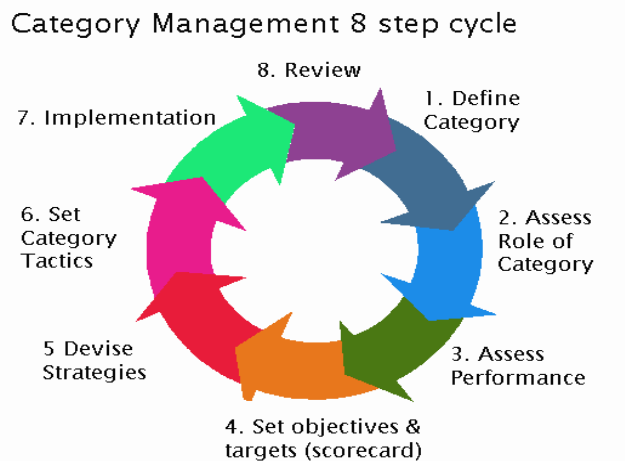 Category Management 8 step cycle
8. Review
1. Define
Category
2. Assess
Role of
Category
3. Assess
Performance
4. Set objectives &
targets (scorecard)
5 Devise
Strategies
6. Set
Category
Tactics
7. Implementation